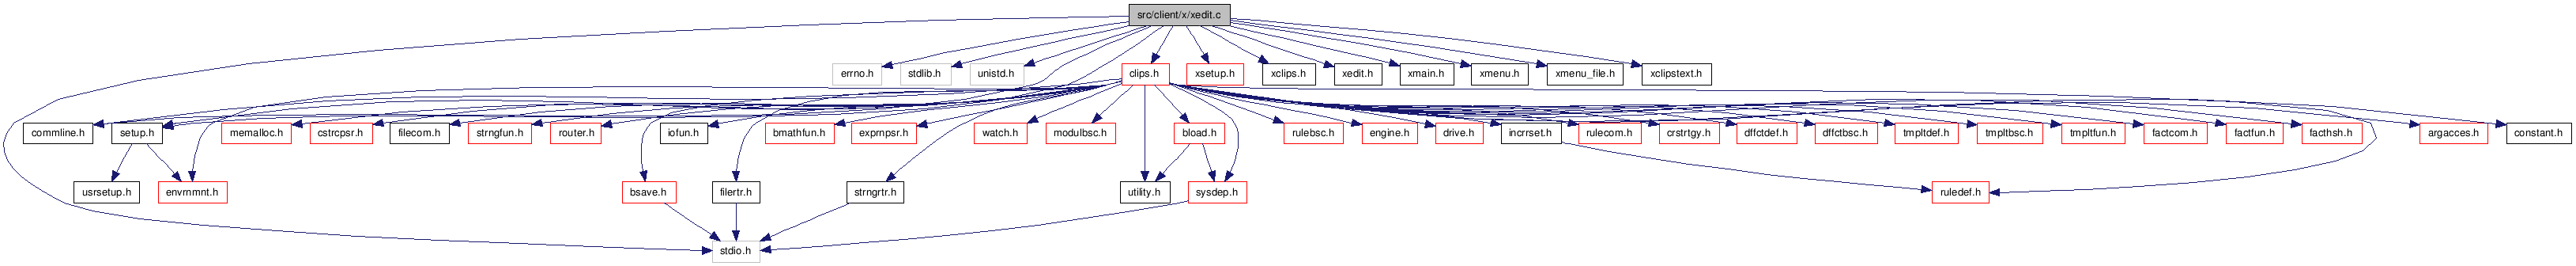 src/client/x/xedit.c
errno.h
stdlib.h
unistd.h
clips.h
xsetup.h
xclips.h
xedit.h
xmain.h
xmenu.h
xmenu_file.h
xclipstext.h
commline.h
setup.h
memalloc.h
cstrcpsr.h
filecom.h
strngfun.h
router.h
iofun.h
bmathfun.h
exprnpsr.h
watch.h
modulbsc.h
bload.h
rulebsc.h
engine.h
drive.h
incrrset.h
rulecom.h
crstrtgy.h
dffctdef.h
dffctbsc.h
tmpltdef.h
tmpltbsc.h
tmpltfun.h
factcom.h
factfun.h
facthsh.h
argacces.h
constant.h
usrsetup.h
envrnmnt.h
bsave.h
filertr.h
strngrtr.h
utility.h
sysdep.h
ruledef.h
stdio.h